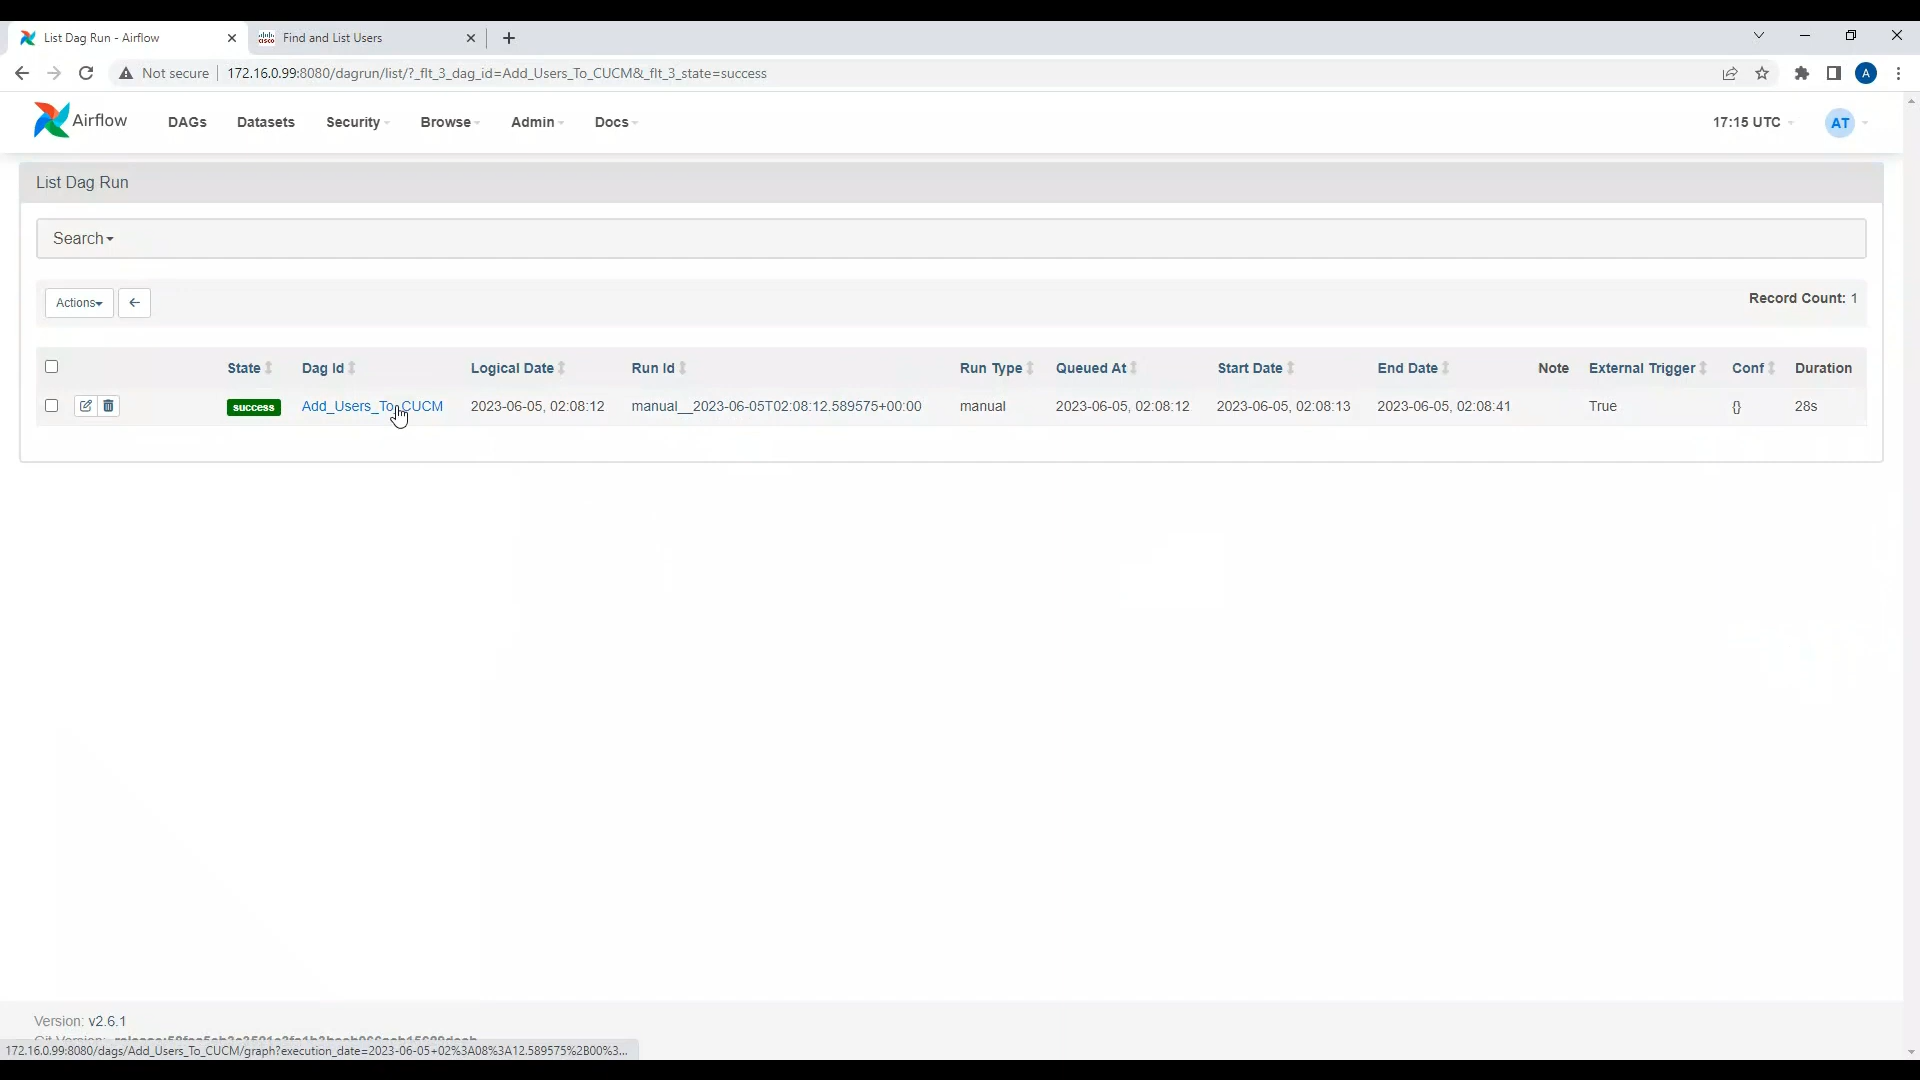 List Dag Run - Airflow
cisco Find and List Users
Not secure 172.16.0.99:8080/dagrun/list/?_flt_3_dag_id=Add_Users_To_CUCM&_flt_3_state=success
A
Airflow DAGs Datasets Security Browse Admin Docs 17:15 UTC AT
List Dag Run
Search
Actions Record Count: 1
State Dag Id Logical Date Run Id Run Type Queued At Start Date End Date Note External Trigger Conf Duration
success Add_Users_To_CUCM 2023-06-05, 02:08:12 manual__2023-06-05T02:08:12.589575+00:00 manual 2023-06-05, 02:08:12 2023-06-05, 02:08:13 2023-06-05, 02:08:41 True {} 28s
Version: v2.6.1
Git Version:
172.16.0.99:8080/dags/Add_Users_To_CUCM/graph?execution_date=2023-06-05+02%3A08%3A12.589575%2B00%3...